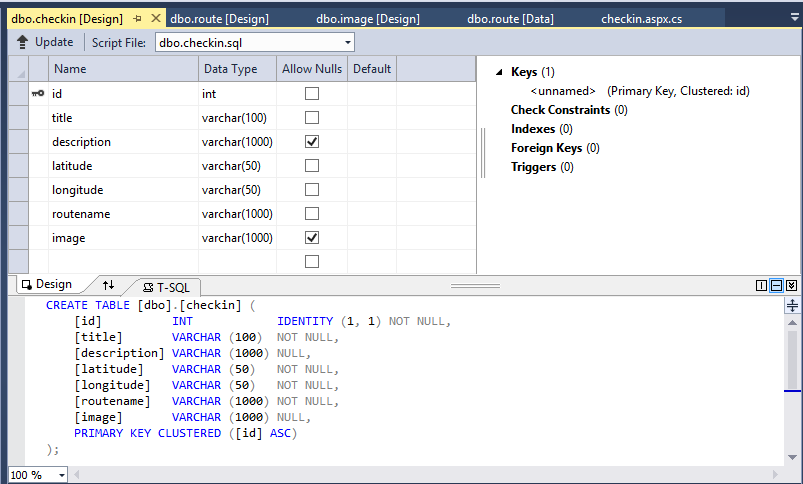 dbo.checkin [Design] dbo.route [Design] dbo.image [Design] dbo.route [Data] checkin.aspx.cs
Update Script File: dbo.checkin.sql
Name Data Type Allow Nulls Default
id int
title varchar(100)
description varchar(1000)
latitude varchar(50)
longitude varchar(50)
routename varchar(1000)
image varchar(1000)
Keys (1)
<unnamed> (Primary Key, Clustered: id)
Check Constraints (0)
Indexes (0)
Foreign Keys (0)
Triggers (0)
Design T-SQL
CREATE TABLE [dbo].[checkin] (
[id] INT IDENTITY (1, 1) NOT NULL,
[title] VARCHAR (100) NOT NULL,
[description] VARCHAR (1000) NULL,
[latitude] VARCHAR (50) NOT NULL,
[longitude] VARCHAR (50) NOT NULL,
[routename] VARCHAR (1000) NOT NULL,
[image] VARCHAR (1000) NULL,
PRIMARY KEY CLUSTERED ([id] ASC)
);
100 %